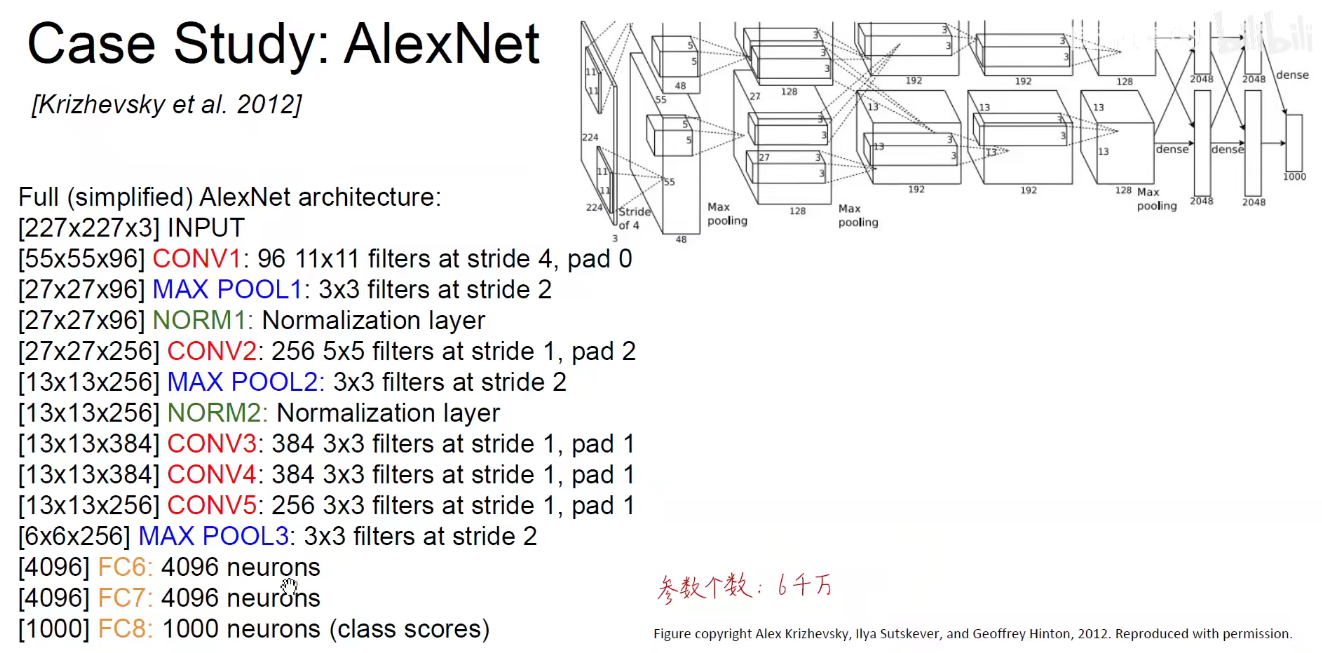 Case Study: AlexNet
[Krizhevsky et al. 2012]
Full (simplified) AlexNet architecture:
[227x227x3] INPUT
[55x55x96] CONV1: 96 11x11 filters at stride 4, pad 0
[27x27x96] MAX POOL1: 3x3 filters at stride 2
[27x27x96] NORM1: Normalization layer
[27x27x256] CONV2: 256 5x5 filters at stride 1, pad 2
[13x13x256] MAX POOL2: 3x3 filters at stride 2
[13x13x256] NORM2: Normalization layer
[13x13x384] CONV3: 384 3x3 filters at stride 1, pad 1
[13x13x384] CONV4: 384 3x3 filters at stride 1, pad 1
[13x13x256] CONV5: 256 3x3 filters at stride 1, pad 1
[6x6x256] MAX POOL3: 3x3 filters at stride 2
[4096] FC6: 4096 neurons
[4096] FC7: 4096 neurons
[1000] FC8: 1000 neurons (class scores)
bilibili
3 3
5 3 3 3
11 5 3 3
11 48 192 192 128 2048 2048 dense
55 27 128
13 13 13
5 3 3 3
224 5 3 3 3
27 3 13 13 13 dense dense
11 3
11 55
192 192 128 Max 2048 2048 1000
224 Stride Max 128 Max pooling
of 4 pooling pooling
3 48
参数个数: 6千万
Figure copyright Alex Krizhevsky, Ilya Sutskever, and Geoffrey Hinton, 2012. Reproduced with permission.